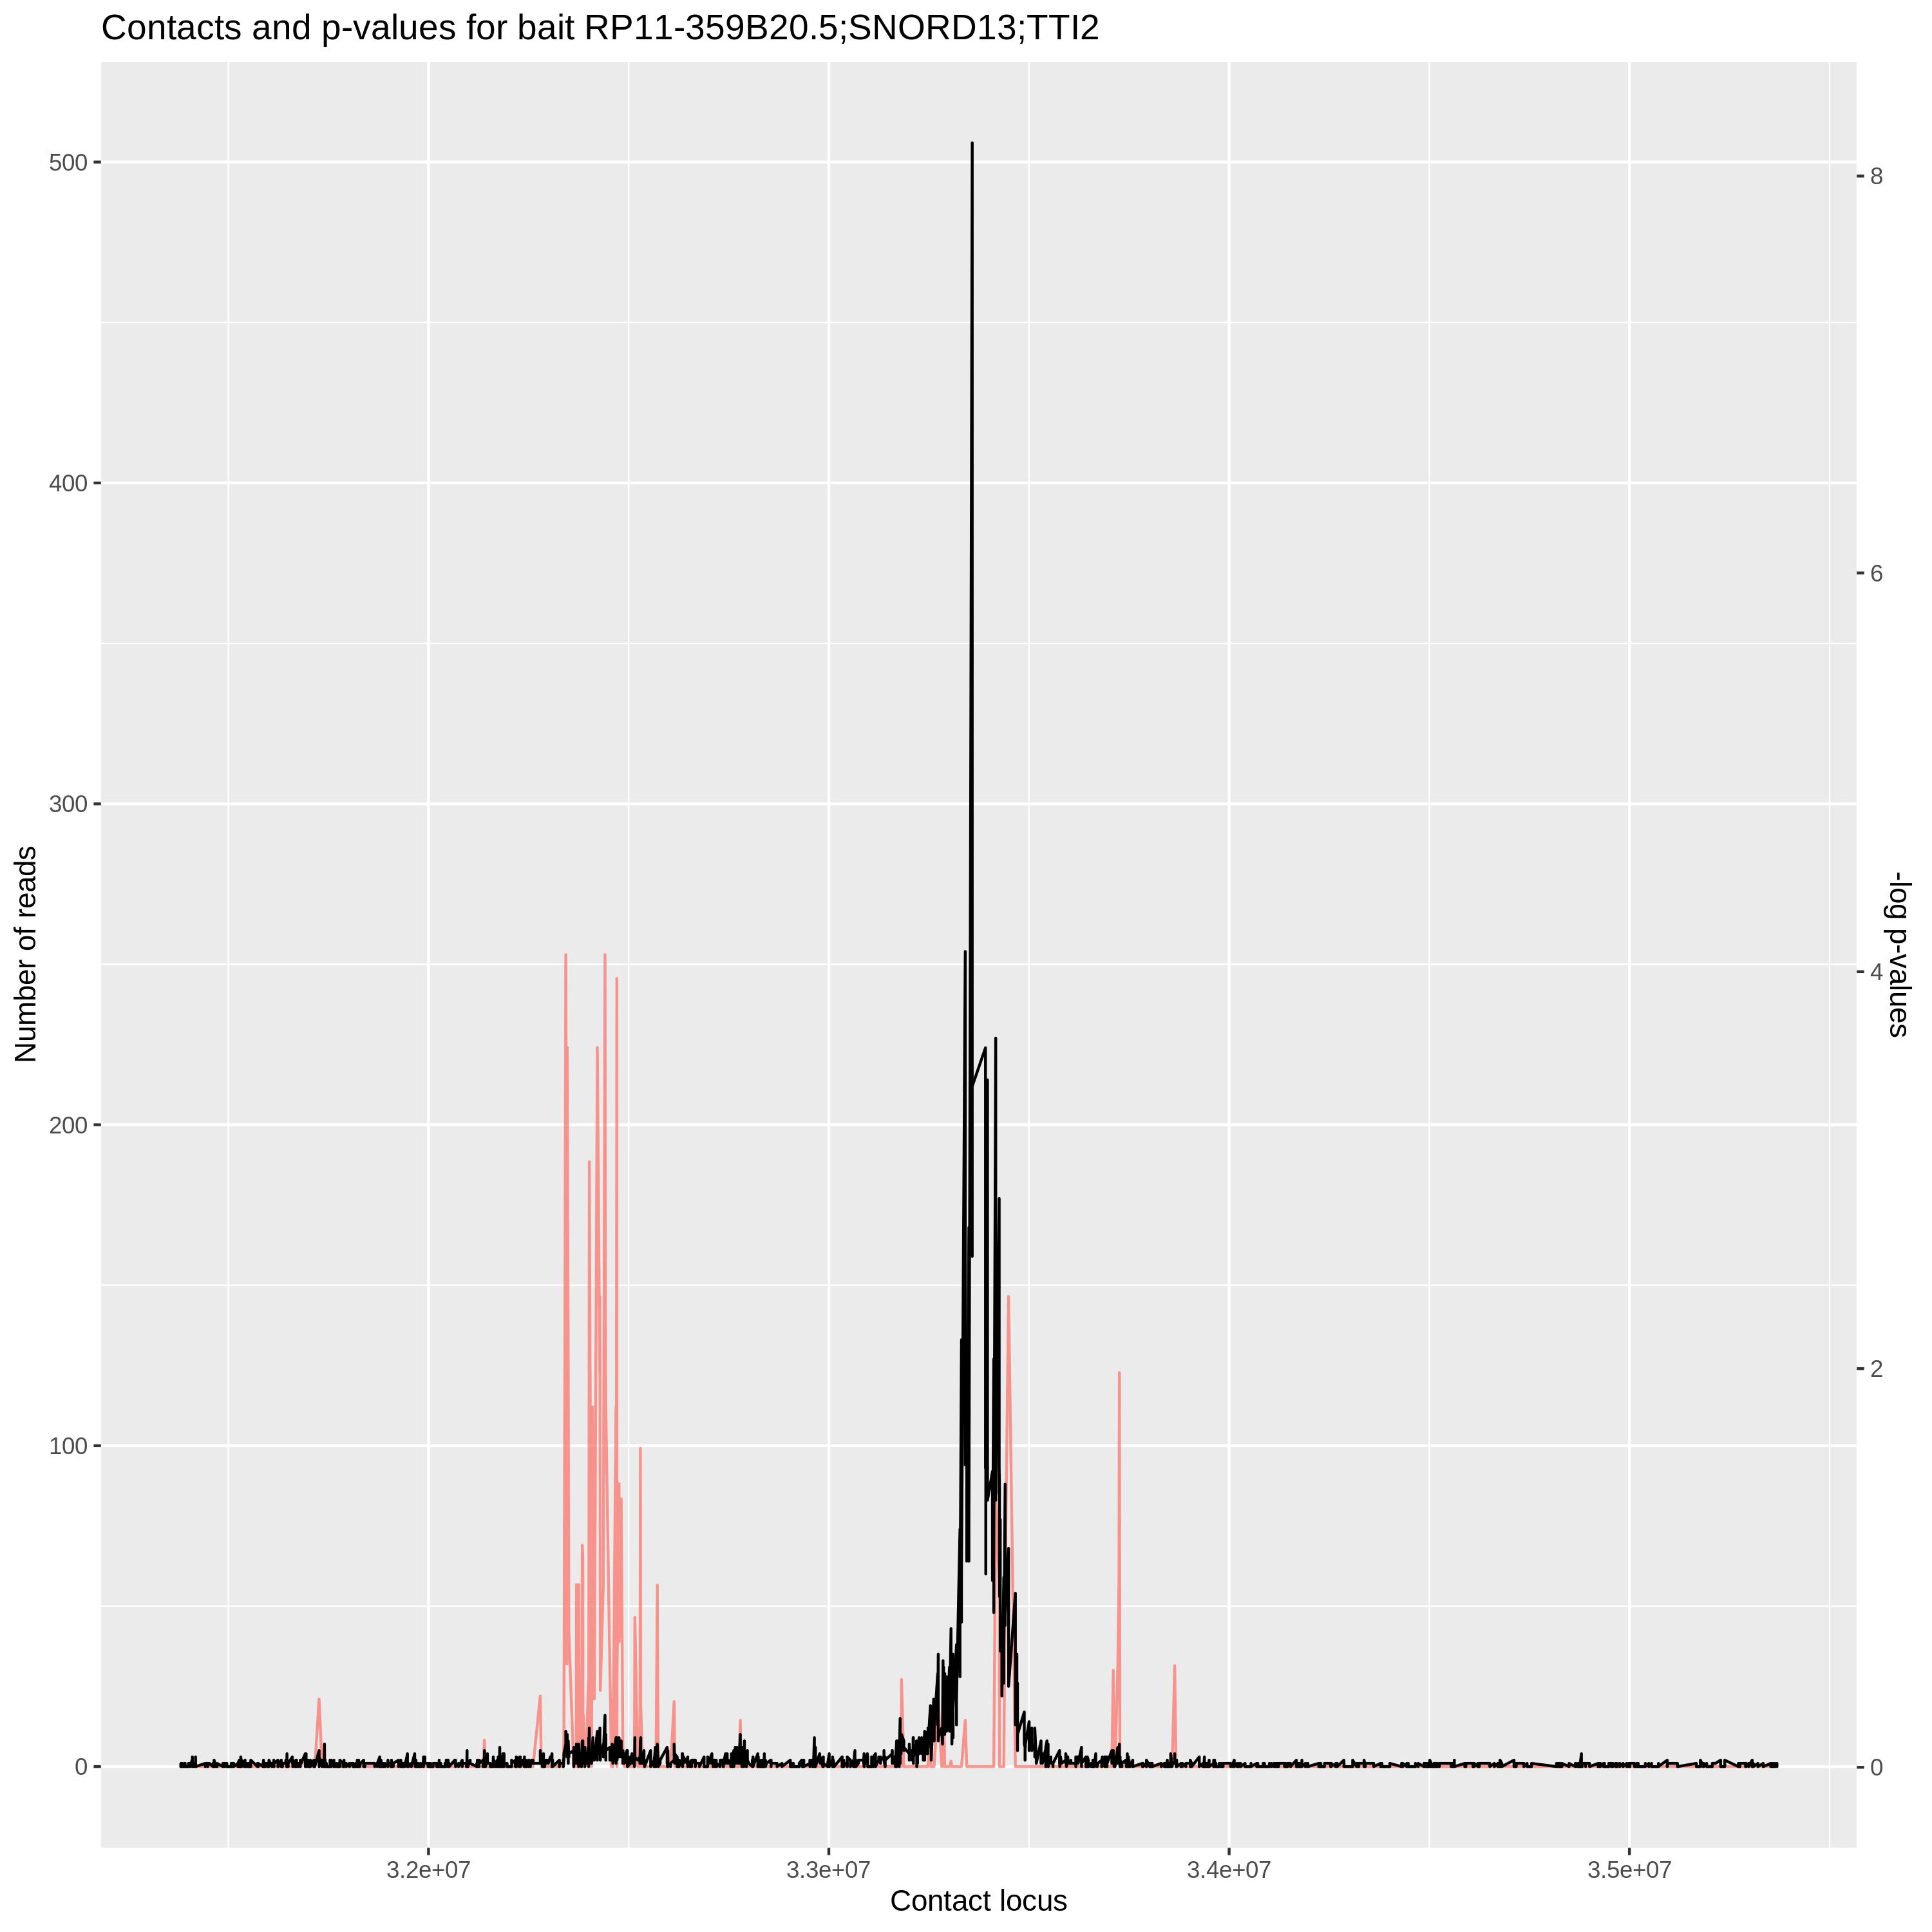 Contacts and p-values for bait RP11-359B20.5;SNORD13;TTI2
500
400
300
200
100
0
Number of reads
8
6
4
2
0
-log p-values
3.2e+07
3.3e+07
3.4e+07
3.5e+07
Contact locus